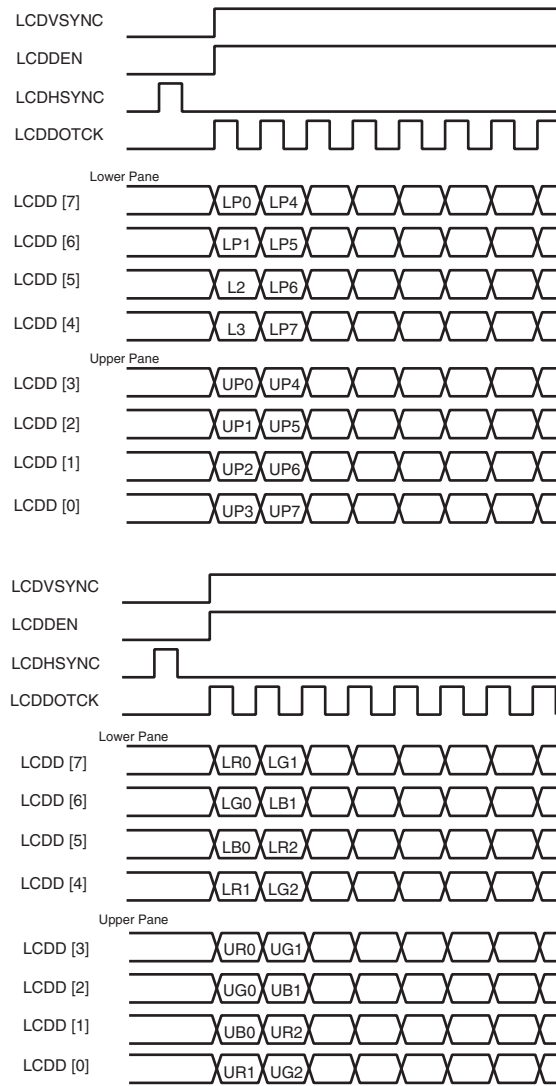 LCDVSYNC
LCDDEN
LCDHSYNC
LCDDOTCK
Lower Pane
LCDD [7] LP0 LP4
LCDD [6] LP1 LP5
LCDD [5] L2 LP6
LCDD [4] L3 LP7
Upper Pane
LCDD [3] UP0 UP4
LCDD [2] UP1 UP5
LCDD [1] UP2 UP6
LCDD [0] UP3 UP7
LCDVSYNC
LCDDEN
LCDHSYNC
LCDDOTCK
Lower Pane
LCDD [7] LR0 LG1
LCDD [6] LG0 LB1
LCDD [5] LB0 LR2
LCDD [4] LR1 LG2
Upper Pane
LCDD [3] UR0 UG1
LCDD [2] UG0 UB1
LCDD [1] UB0 UR2
LCDD [0] UR1 UG2